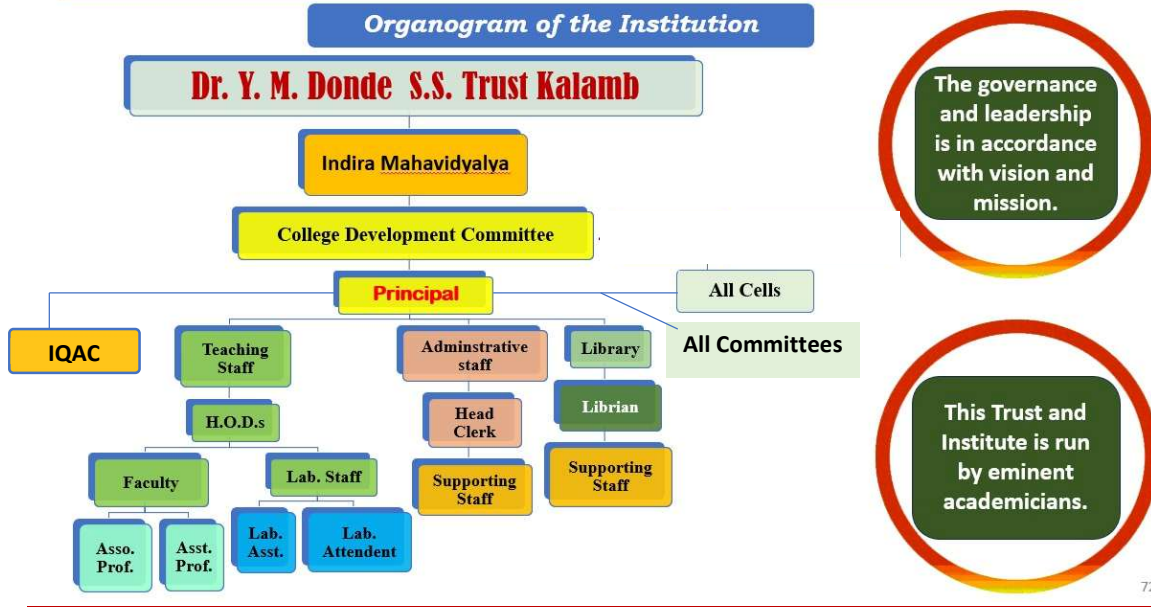 Organogram of the Institution
Dr. Y. M. Donde S.S. Trust Kalamb
Indira Mahavidyalya
College Development Committee
.
Principal
All Cells
IQAC
Teaching
Staff
Adminstrative
staff
Library
All Committees
H.O.D.s
Head
Clerk
Librian
Faculty
Lab. Staff
Supporting
Staff
Supporting
Staff
Asso.
Prof.
Asst.
Prof.
Lab.
Asst.
Lab.
Attendent
The governance
and leadership
is in accordance
with vision and
mission.
This Trust and
Institute is run
by eminent
academicians.
72